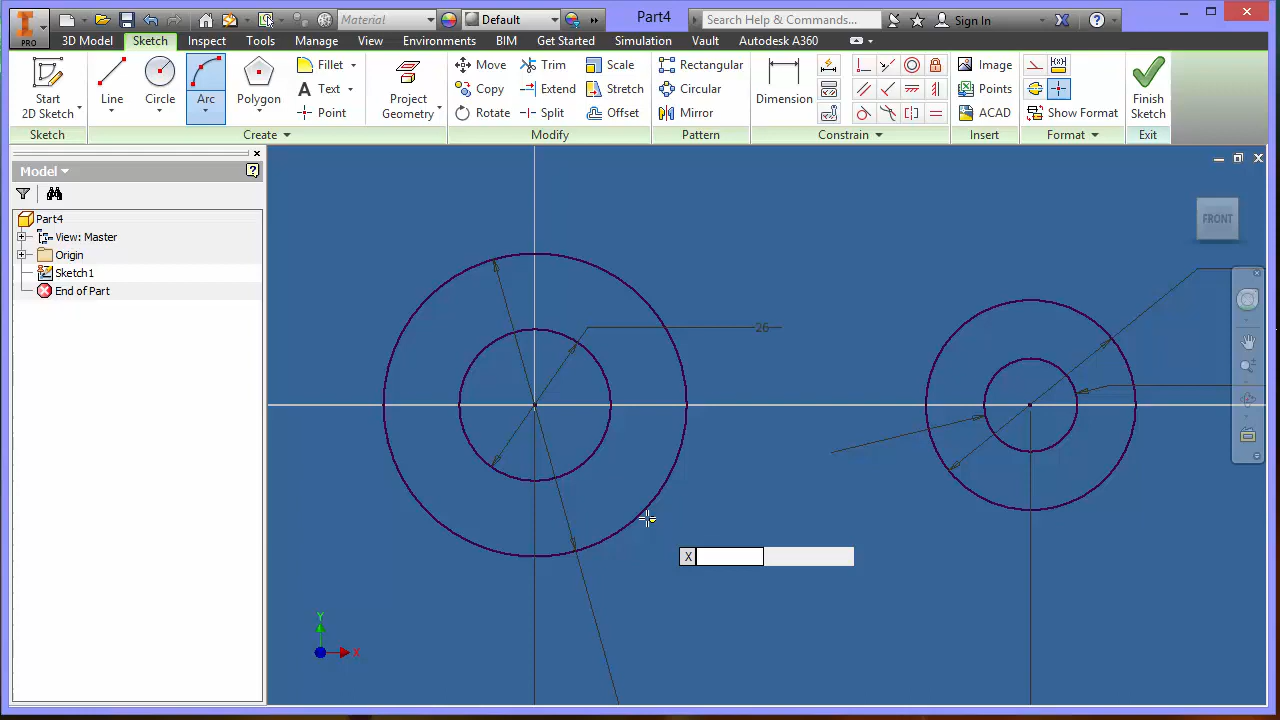 Material
Default
Part4
Search Help & Commands...
Sign In
PRO
3D Model
Sketch
Inspect
Tools
Manage
View
Environments
BIM
Get Started
Simulation
Vault
Autodesk A360
Start
2D Sketch
Line
Circle
Arc
Polygon
Fillet
Text
Point
Project
Geometry
Move
Copy
Rotate
Trim
Extend
Split
Scale
Stretch
Offset
Rectangular
Circular
Mirror
Dimension
Image
Points
ACAD
Show Format
Finish
Sketch
Sketch
Create
Modify
Pattern
Constrain
Insert
Format
Exit
Model
Part4
View: Master
Origin
Sketch1
End of Part
FRONT
26
X
Y
X